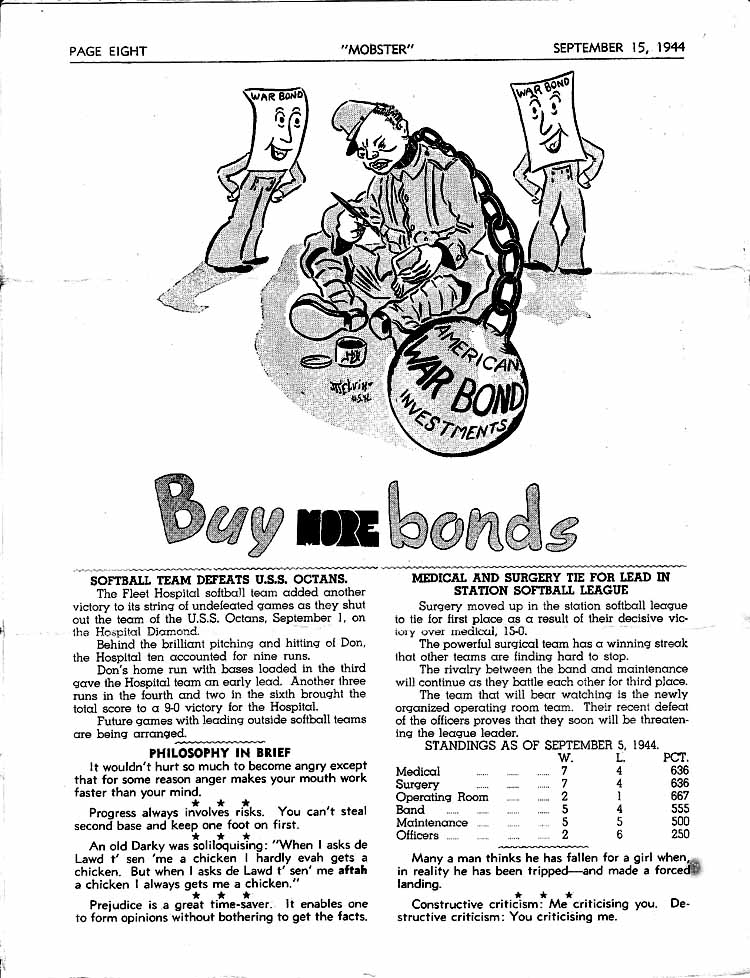 PAGE EIGHT
"MOBSTER"
SEPTEMBER 15, 1944
WAR BOND
WAR BOND
AMERICAN
WAR BOND
INVESTMENTS
U.S.N.
Buy MORE bonds
SOFTBALL TEAM DEFEATS U.S.S. OCTANS.
The Fleet Hospital softball team added another
victory to its string of undefeated games as they shut
out the team of the U.S.S. Octans, September 1, on
the Hospital Diamond.
Behind the brilliant pitching and hitting of Don,
the Hospital ten accounted for nine runs.
Don's home run with bases loaded in the third
gave the Hospital team an early lead. Another three
runs in the fourth and two in the sixth brought the
total score to a 9-0 victory for the Hospital.
Future games with leading outside softball teams
are being arranged.
PHILOSOPHY IN BRIEF
It wouldn't hurt so much to become angry except
that for some reason anger makes your mouth work
faster than your mind.
★ ★ ★
Progress always involves risks. You can't steal
second base and keep one foot on first.
★ ★ ★
An old Darky was soliloquising: "When I asks de
Lawd t' sen 'me a chicken I hardly evah gets a
chicken. But when I asks de Lawd t' sen' me aftah
a chicken I always gets me a chicken."
★ ★ ★
Prejudice is a great time-saver. It enables one
to form opinions without bothering to get the facts.
MEDICAL AND SURGERY TIE FOR LEAD IN
STATION SOFTBALL LEAGUE
Surgery moved up in the station softball league
to tie for first place as a result of their decisive vic-
tory over medical, 15-0.
The powerful surgical team has a winning streak
that other teams are finding hard to stop.
The rivalry between the band and maintenance
will continue as they battle each other for third place.
The team that will bear watching is the newly
organized operating room team. Their recent defeat
of the officers proves that they soon will be threaten-
ing the league leader.
STANDINGS AS OF SEPTEMBER 5, 1944.
W. L. PCT.
Medical ...... ...... ...... 7 4 636
Surgery ...... ...... ...... 7 4 636
Operating Room ...... ...... 2 1 667
Band ...... ...... ...... ...... 5 4 555
Maintenance ...... ...... ...... 5 5 500
Officers ...... ...... ...... ...... 2 6 250
Many a man thinks he has fallen for a girl when,
in reality he has been tripped—and made a forced
landing.
★ ★ ★
Constructive criticism: Me criticising you. De-
structive criticism: You criticising me.